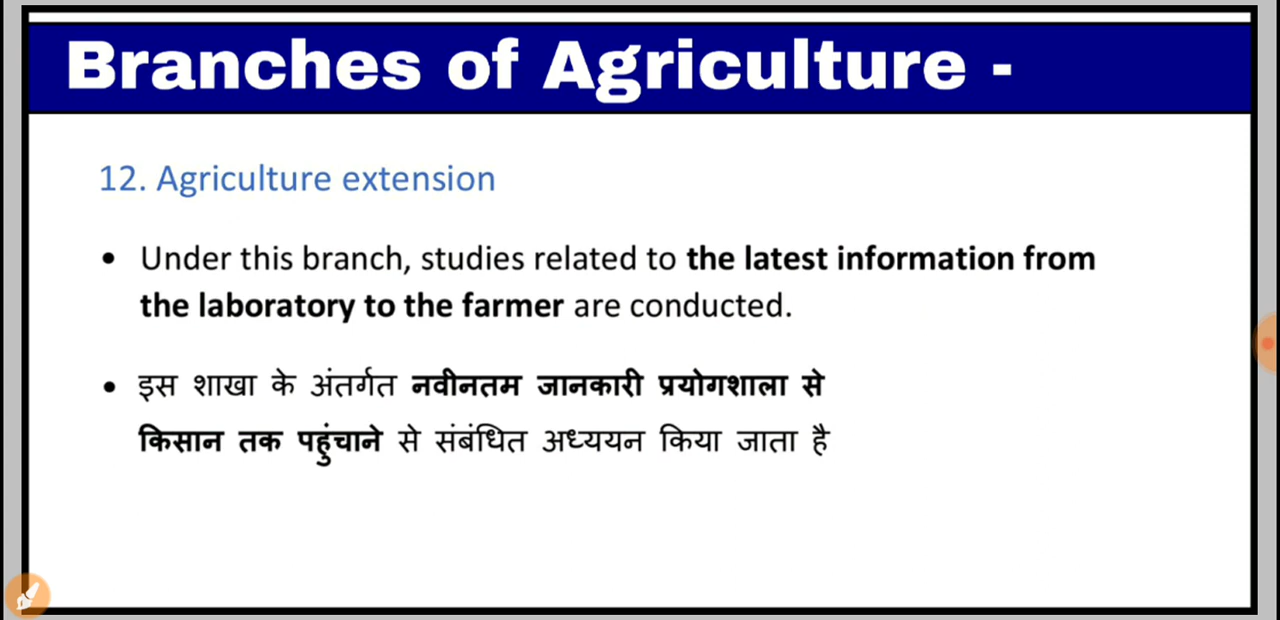 Branches of Agriculture -
12. Agriculture extension
• Under this branch, studies related to the latest information from
the laboratory to the farmer are conducted.
• इस शाखा के अंतर्गत नवीनतम जानकारी प्रयोगशाला से
किसान तक पहुंचाने से संबंधित अध्ययन किया जाता है